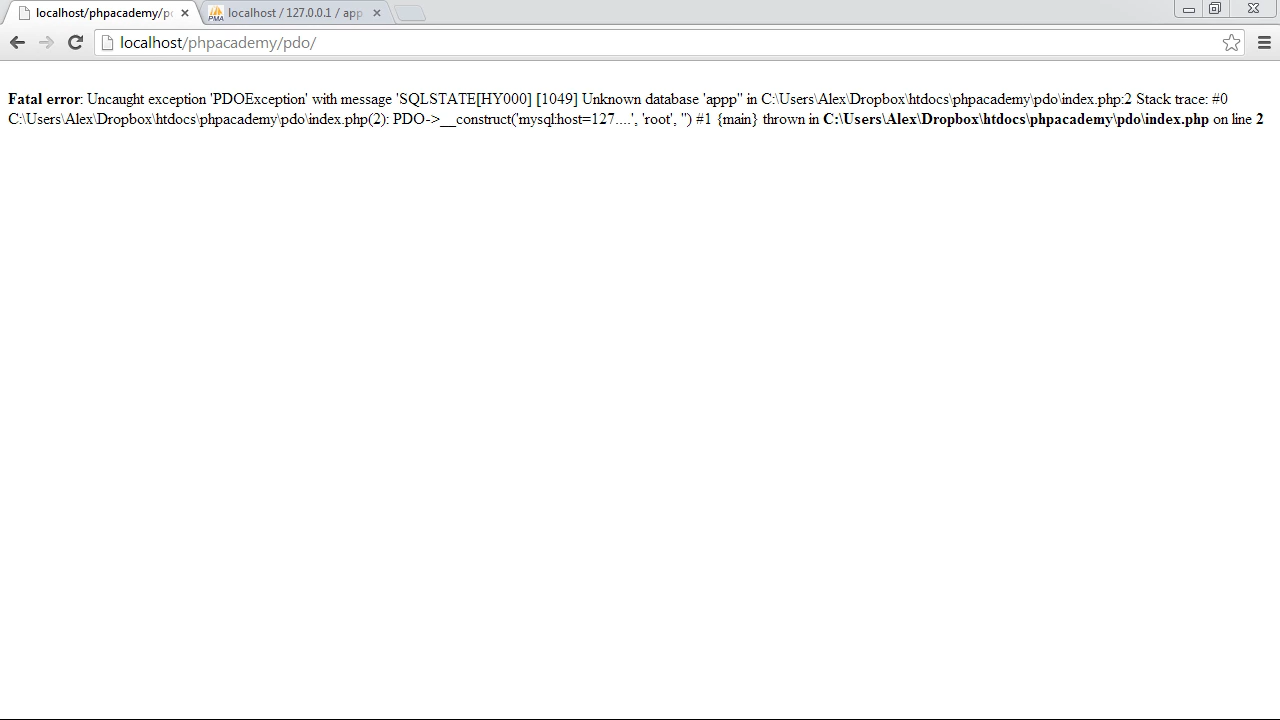 localhost/phpacademy/p
localhost / 127.0.0.1 / app
localhost/phpacademy/pdo/
Fatal error: Uncaught exception 'PDOException' with message 'SQLSTATE[HY000] [1049] Unknown database 'appp'' in C:\Users\Alex\Dropbox\htdocs\phpacademy\pdo\index.php:2 Stack trace: #0
C:\Users\Alex\Dropbox\htdocs\phpacademy\pdo\index.php(2): PDO->__construct('mysql:host=127....', 'root', '') #1 {main} thrown in C:\Users\Alex\Dropbox\htdocs\phpacademy\pdo\index.php on line 2